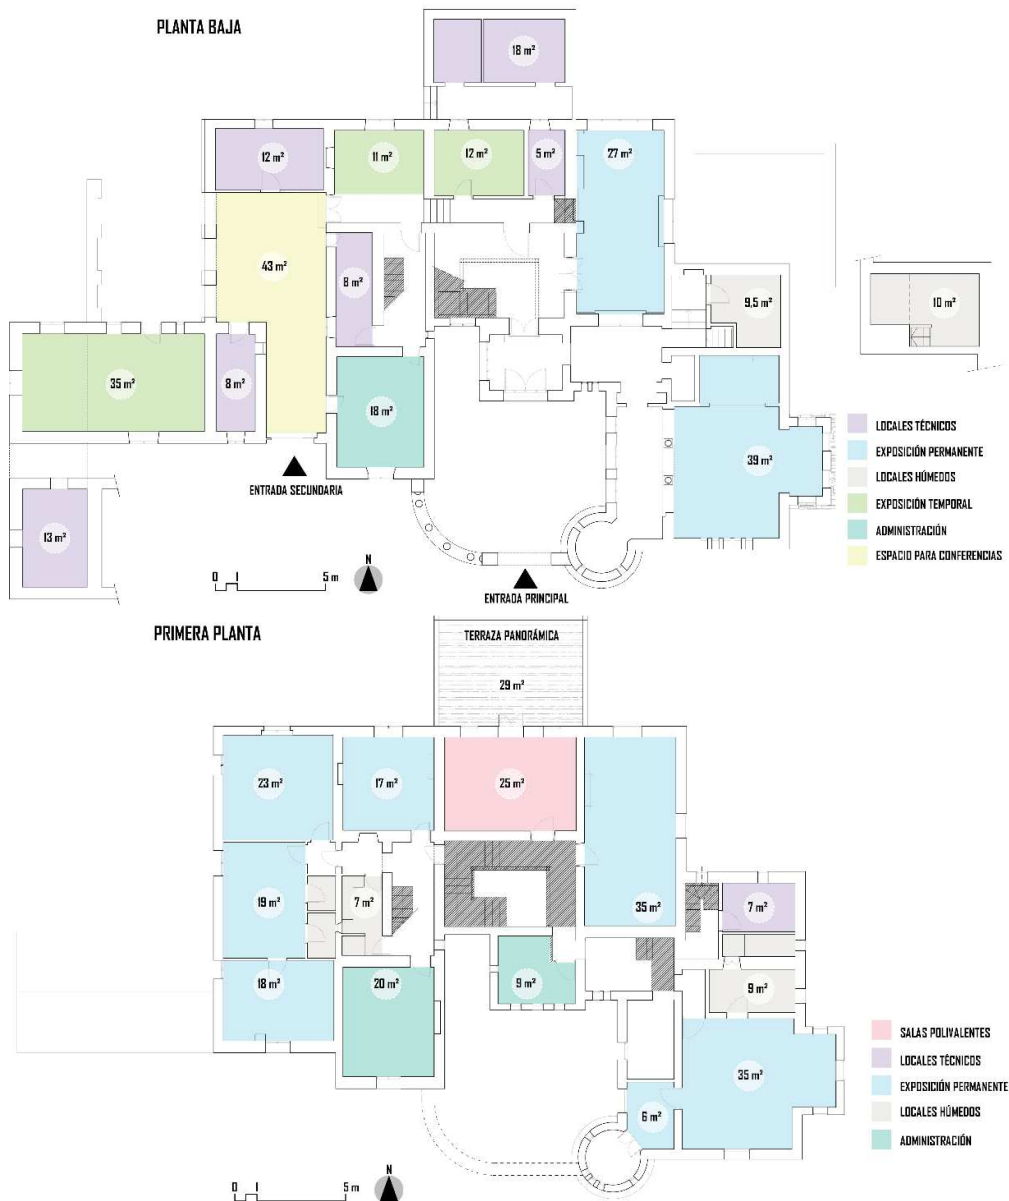 PLANTA BAJA
18 m²
12 m²
11 m²
12 m²
5 m²
27 m²
43 m²
8 m²
9,5 m²
10 m²
35 m²
8 m²
18 m²
39 m²
13 m²
ENTRADA SECUNDARIA
ENTRADA PRINCIPAL
0 1 5 m
N
LOCALES TÉCNICOS
EXPOSICIÓN PERMANENTE
LOCALES HÚMEDOS
EXPOSICIÓN TEMPORAL
ADMINISTRACIÓN
ESPACIO PARA CONFERENCIAS
PRIMERA PLANTA
TERRAZA PANORÁMICA
29 m²
23 m²
17 m²
25 m²
19 m²
7 m²
35 m²
7 m²
18 m²
20 m²
9 m²
9 m²
35 m²
6 m²
0 1 5 m
N
SALAS POLIVALENTES
LOCALES TÉCNICOS
EXPOSICIÓN PERMANENTE
LOCALES HÚMEDOS
ADMINISTRACIÓN